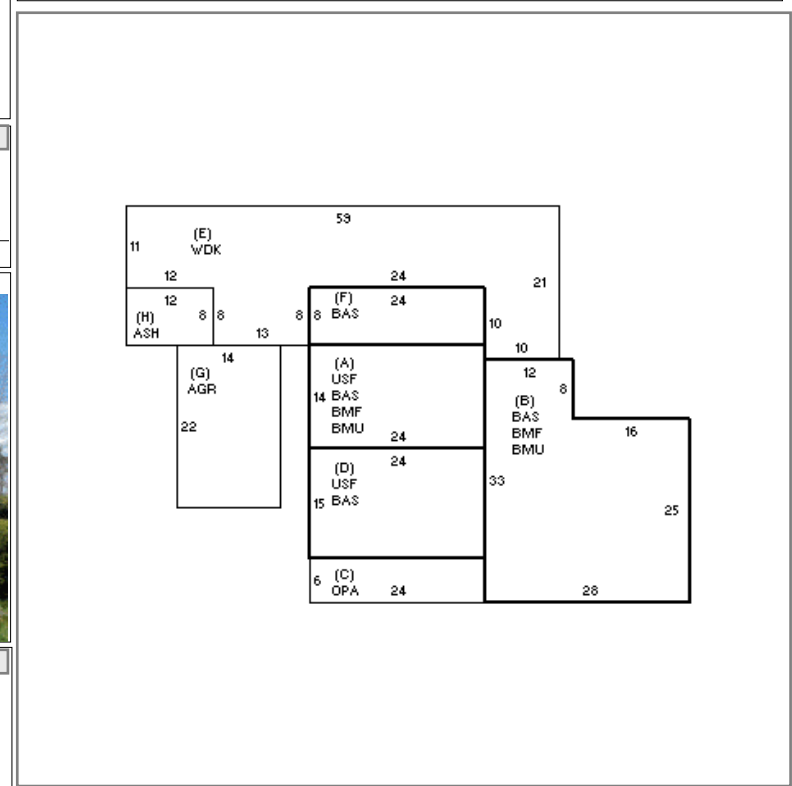 59
(E)
WDK
11
12
24
21
12
(H)
ASH
8
8
13
8
8
(F)
BAS
24
10
10
14
(G)
AGR
22
(A)
USF
14 BAS
BMF
BMU
24
12
8
(B)
BAS
BMF
BMU
16
33
25
28
24
(D)
USF
15 BAS
6
(C)
OPA
24